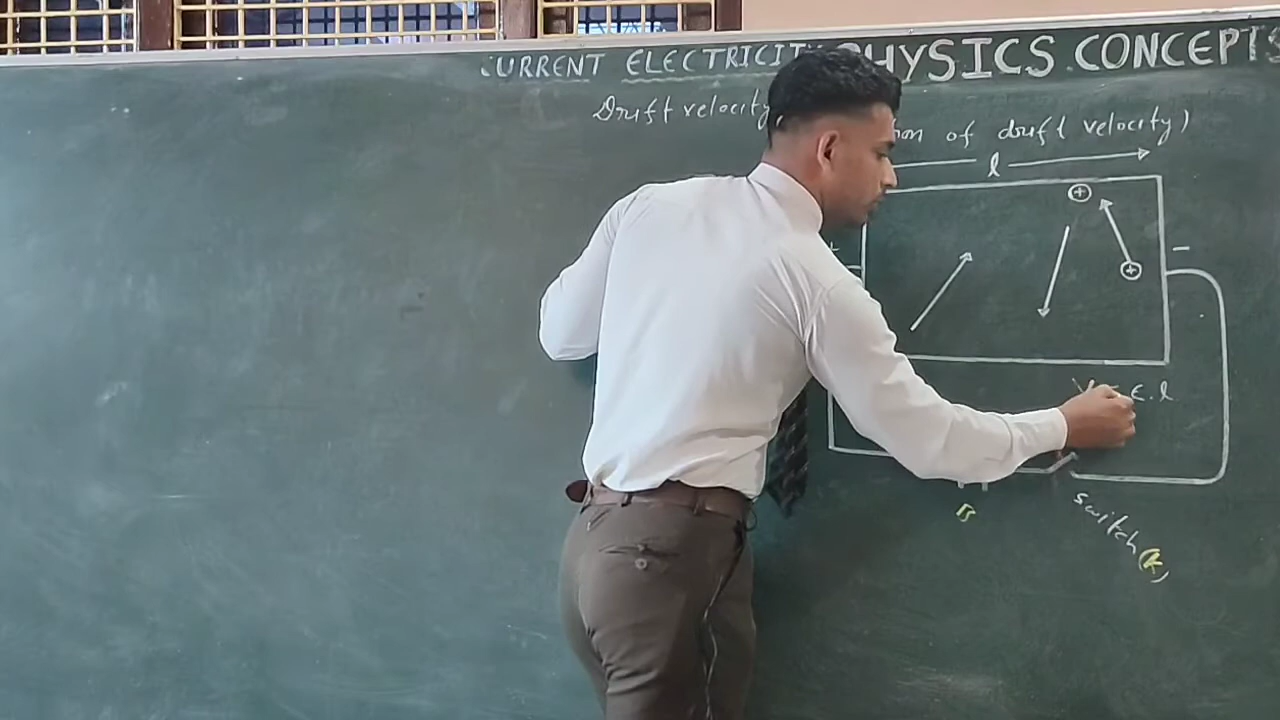 CURRENT ELECTRICITY PHYSICS CONCEPTS
Drift velocity, of drift velocity)
l
+
+
-
+
E.l
B
switch(K)